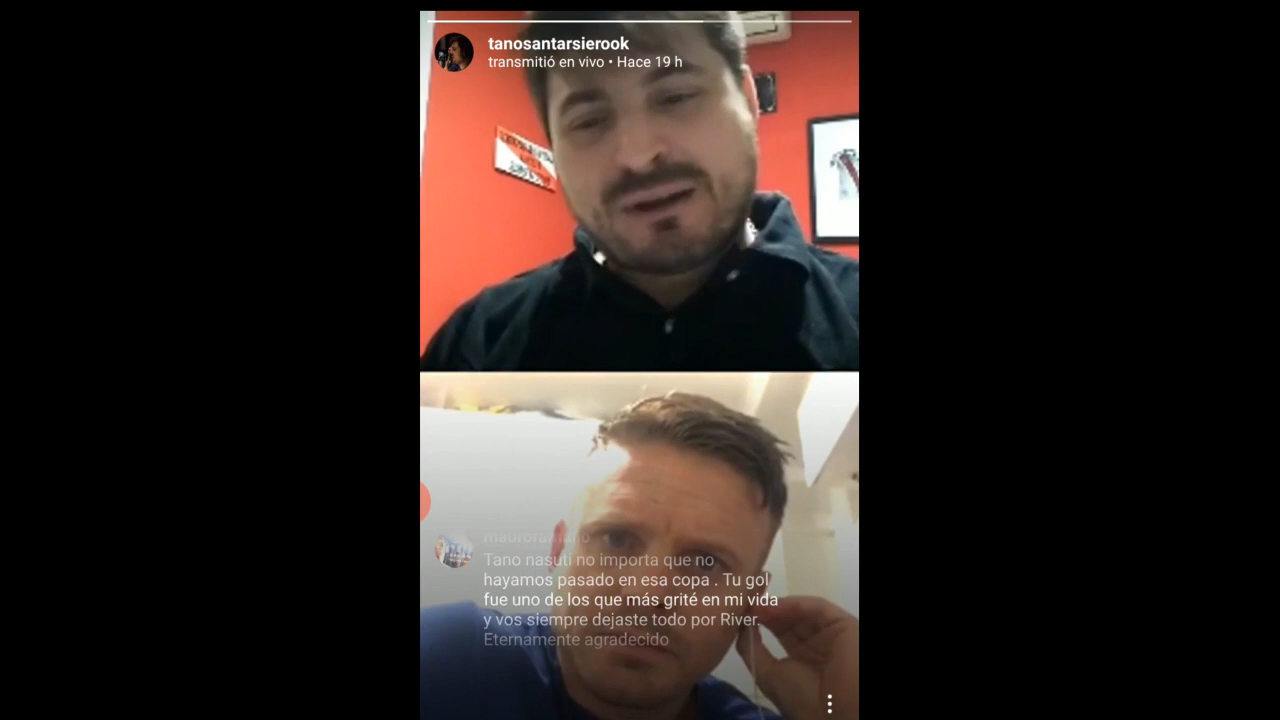 tanosantarsierook
transmitió en vivo • Hace 19 h
Tano nasuti no importa que no
hayamos pasado en esa copa . Tu gol
fue uno de los que más grité en mi vida
y vos siempre dejaste todo por River.
Eternamente agradecido